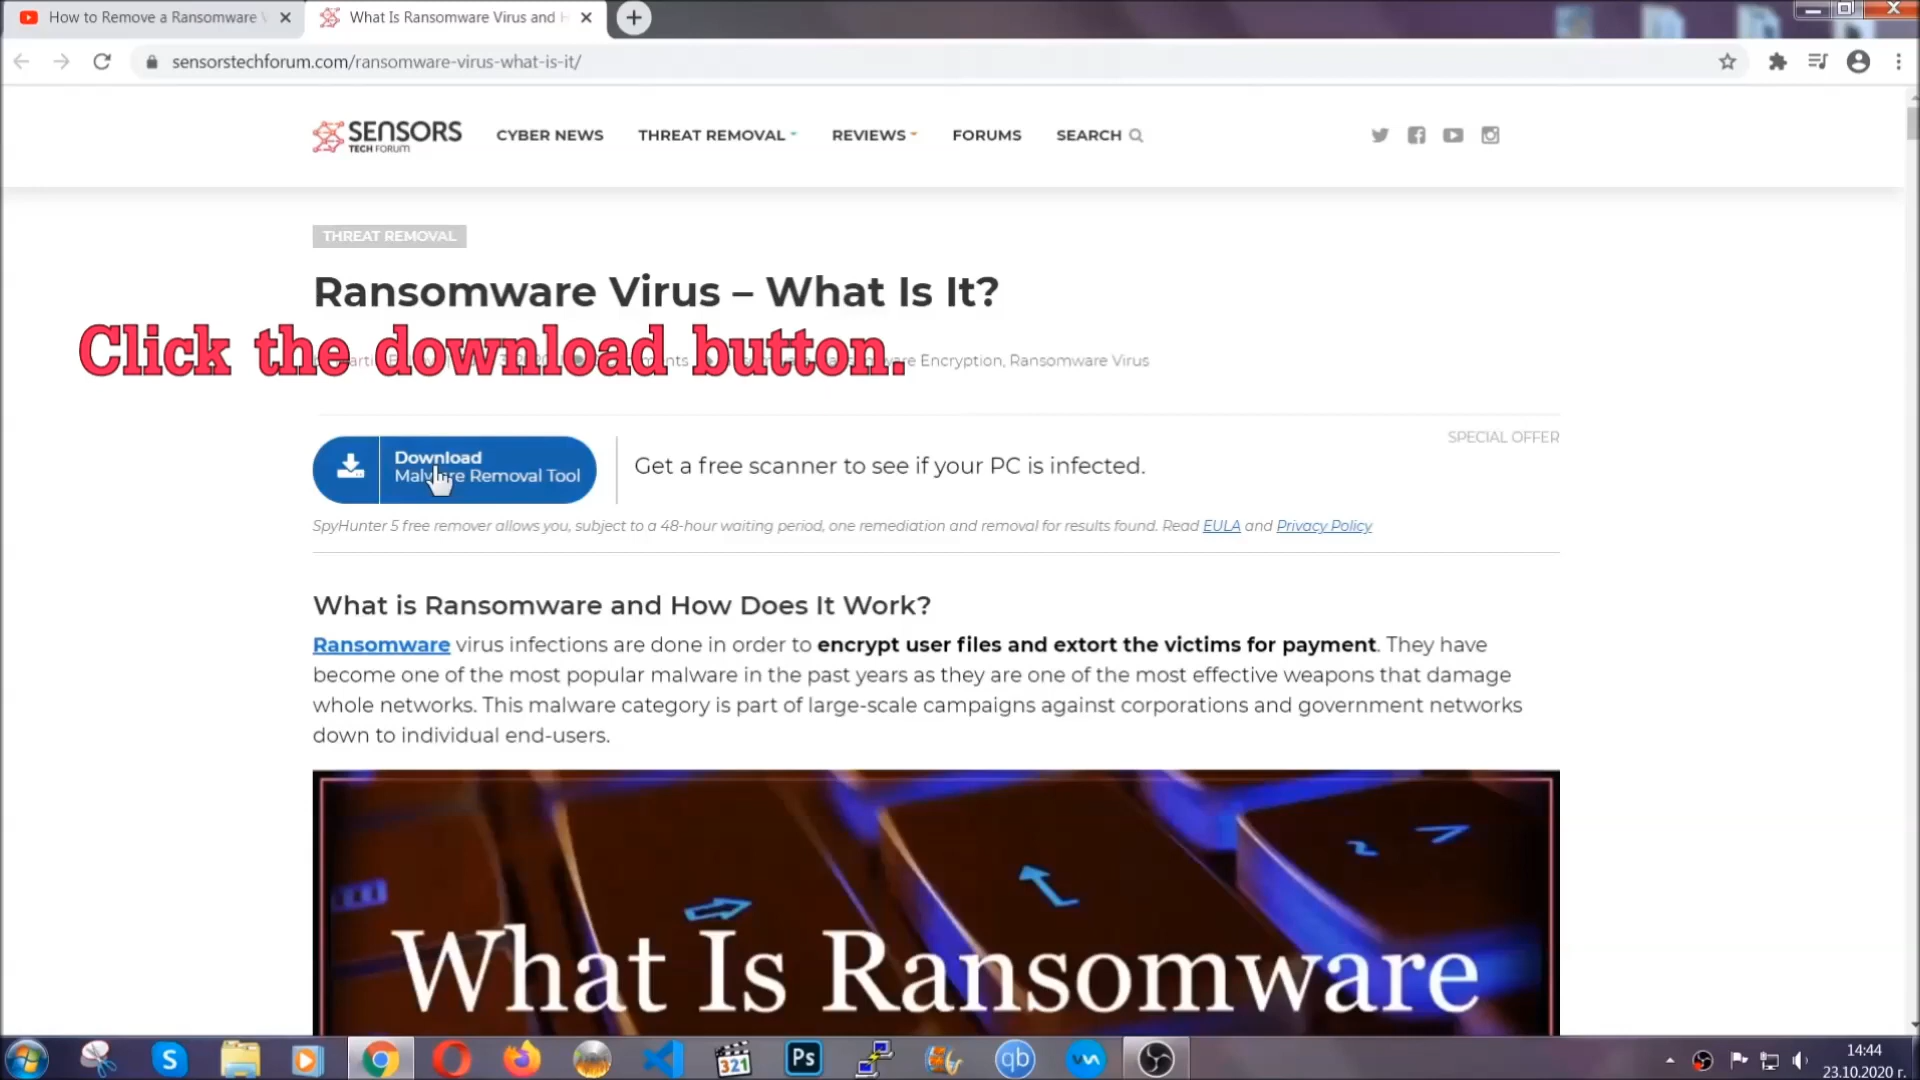 How to Remove a Ransomware V
What Is Ransomware Virus and H
sensorstechforum.com/ransomware-virus-what-is-it/
SENSORS
TECH FORUM
CYBER NEWS
THREAT REMOVAL
REVIEWS
FORUMS
SEARCH
THREAT REMOVAL
Ransomware Virus – What Is It?
Click the download button.
Encryption, Ransomware Virus
SPECIAL OFFER
Download
Malware Removal Tool
Get a free scanner to see if your PC is infected.
SpyHunter 5 free remover allows you, subject to a 48-hour waiting period, one remediation and removal for results found. Read EULA and Privacy Policy
What is Ransomware and How Does It Work?
Ransomware virus infections are done in order to encrypt user files and extort the victims for payment. They have
become one of the most popular malware in the past years as they are one of the most effective weapons that damage
whole networks. This malware category is part of large-scale campaigns against corporations and government networks
down to individual end-users.
What Is Ransomware
S
321
Ps
qb
14:44
23.10.2020 г.